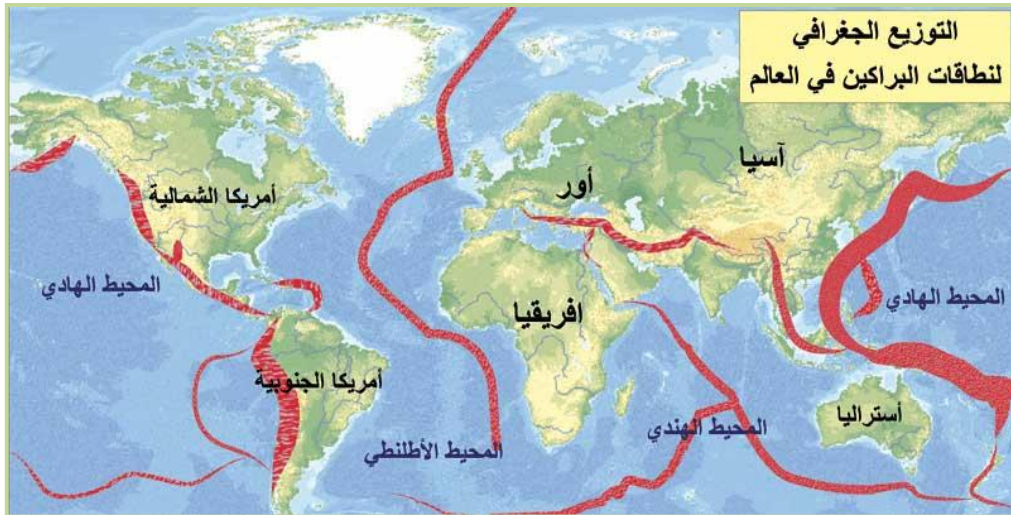 التوزيع الجغرافي
لنطاقات البراكين في العالم
آسيا
أور
أمريكا الشمالية
المحيط الهادي
المحيط الهادي
افريقيا
أمريكا الجنوبية
أستراليا
المحيط الهندي
المحيط الأطلنطي